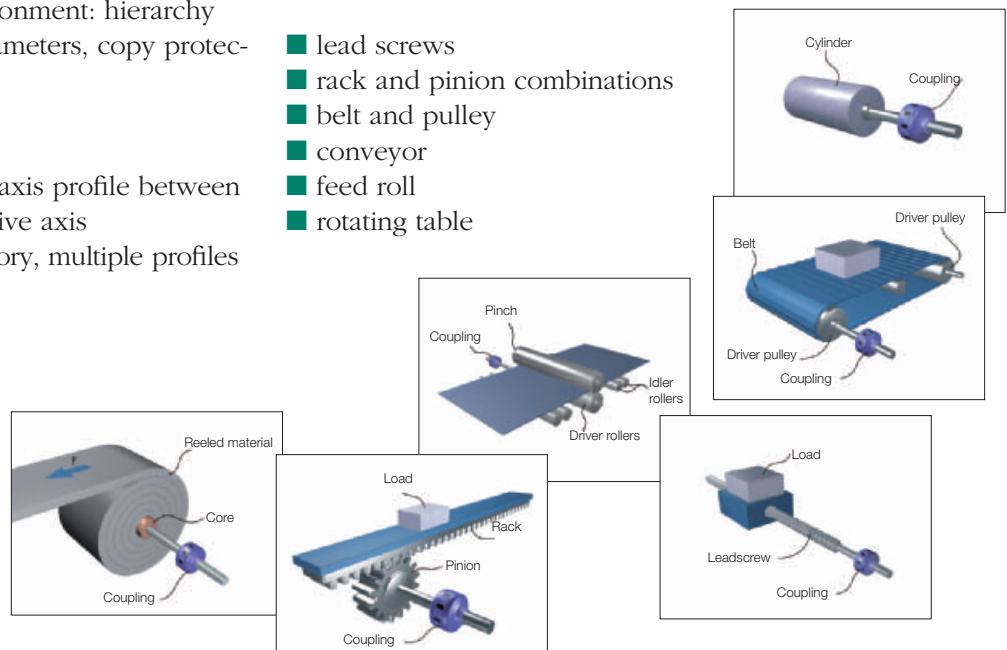 onment: hierarchy
umeters, copy protec-
axis profile between
ive axis
ory, multiple profiles
■ lead screws
■ rack and pinion combinations
■ belt and pulley
■ conveyor
■ feed roll
■ rotating table
Cylinder
Coupling
Driver pulley
Belt
Driver pulley
Coupling
Pinch
Coupling
Idler
rollers
Driver rollers
Reeled material
Core
Coupling
Load
Rack
Pinion
Coupling
Load
Leadscrew
Coupling